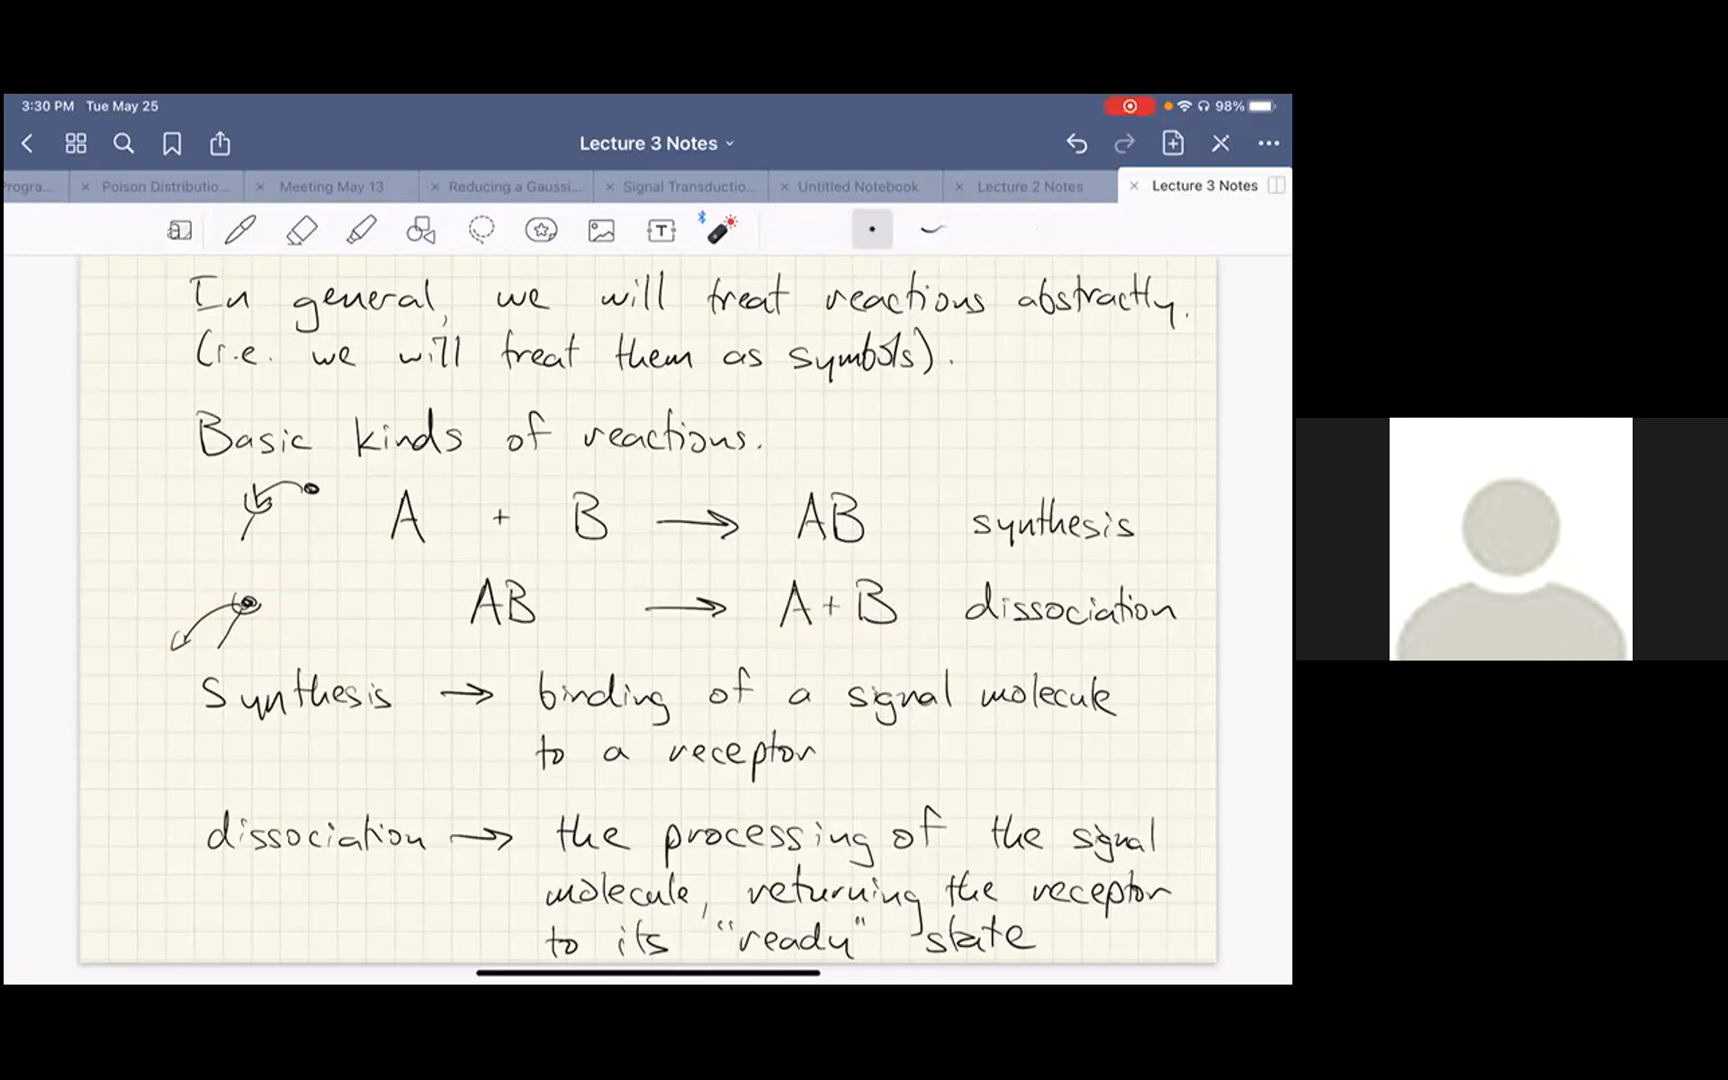 3:30 PM Tue May 25
98%
Lecture 3 Notes
Progra...
Poison Distributio...
Meeting May 13
Reducing a Gaussi...
Signal Transductio...
Untitled Notebook
Lecture 2 Notes
Lecture 3 Notes
In general, we will treat reactions abstractly.
(i.e. we will treat them as symbols).
Basic kinds of reactions.
A + B → AB synthesis
AB → A + B dissociation
Synthesis → binding of a signal molecule
to a receptor
dissociation → the processing of the signal
molecule, returning the receptor
to its "ready" state